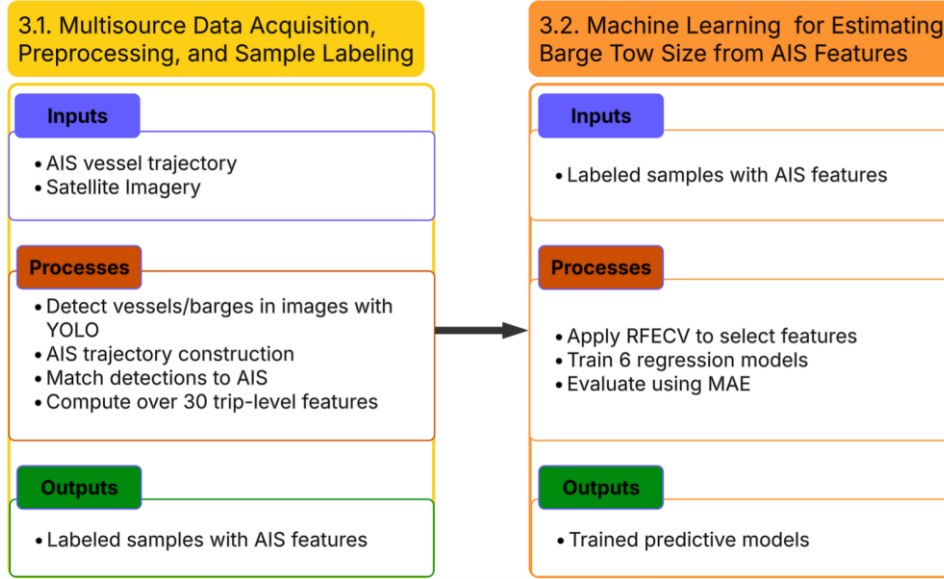 3.1. Multisource Data Acquisition,
Preprocessing, and Sample Labeling
Inputs
• AIS vessel trajectory
• Satellite Imagery
Processes
• Detect vessels/barges in images with
YOLO
• AIS trajectory construction
• Match detections to AIS
• Compute over 30 trip-level features
Outputs
• Labeled samples with AIS features
3.2. Machine Learning for Estimating
Barge Tow Size from AIS Features
Inputs
• Labeled samples with AIS features
Processes
• Apply RFECV to select features
• Train 6 regression models
• Evaluate using MAE
Outputs
• Trained predictive models